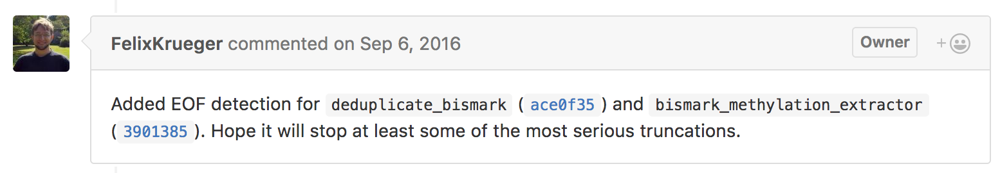 FelixKrueger commented on Sep 6, 2016 Owner +
Added EOF detection for deduplicate_bismark (ace0f35) and bismark_methylation_extractor
(3901385). Hope it will stop at least some of the most serious truncations.